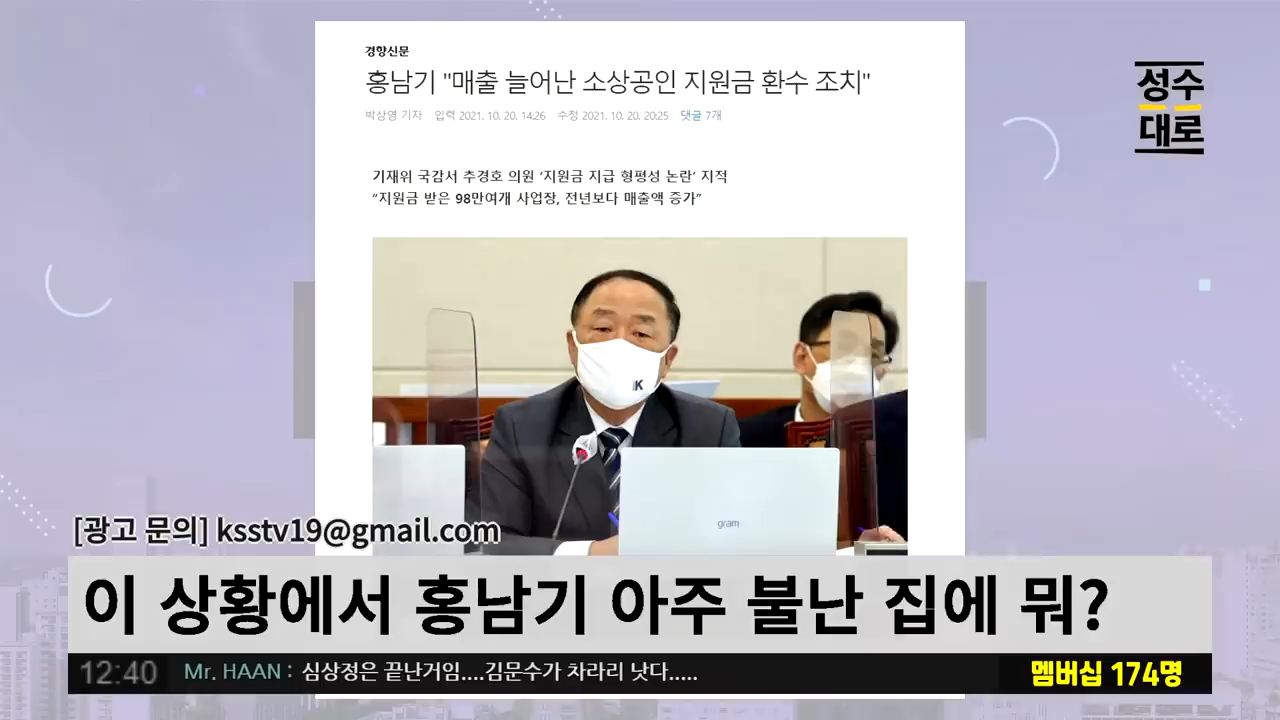 경향신문
홍남기 "매출 늘어난 소상공인 지원금 환수 조치"
박상영 기자 입력 2021. 10. 20. 14:26 수정 2021. 10. 20. 20:25 댓글 7개
기재위 국감서 추경호 의원 '지원금 지급 형평성 논란' 지적
“지원금 받은 98만여개 사업장, 전년보다 매출액 증가”
성수
대로
K
gram
[광고 문의] ksstv19@gmail.com
이 상황에서 홍남기 아주 불난 집에 뭐?
12:40 Mr. HAAN : 심상정은 끝난거임....김문수가 차라리 낫다..... 멤버십 174명